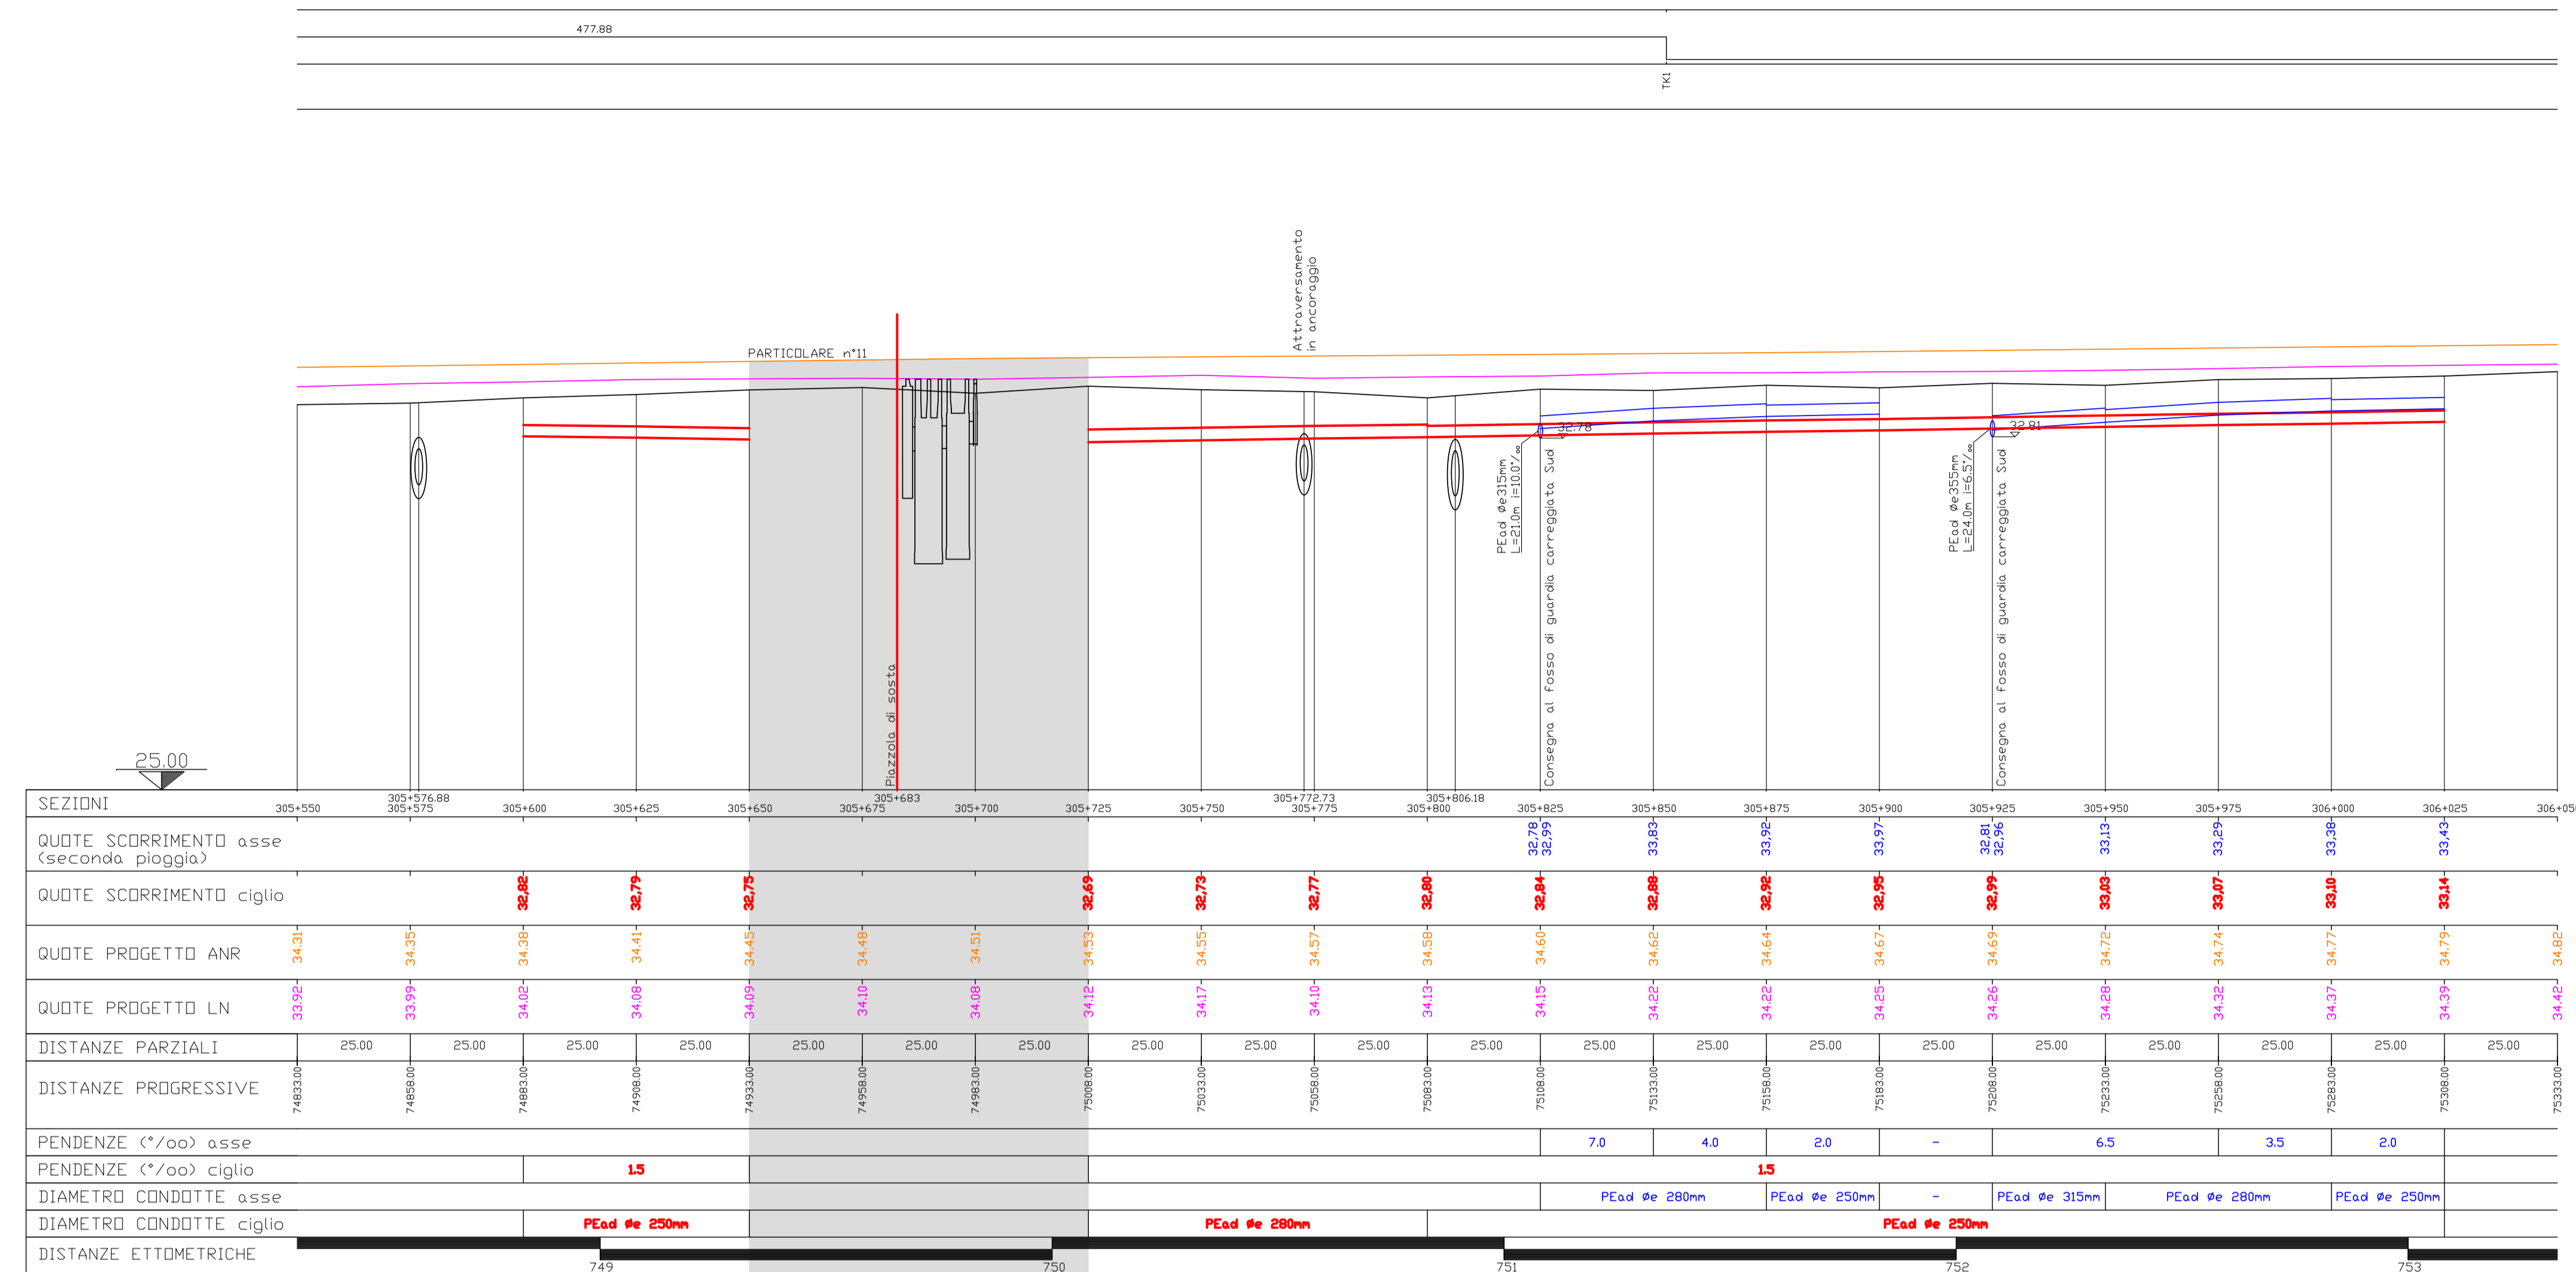 477.88
TK1
Attraversamento
in ancoraggio
PARTICOLARE n°11
32.78
32.81
PEad Øe315mm
L=21.0m i=10.0°/∞
Consegna al fosso di guardia carreggiata Sud
PEad Øe355mm
L=24.0m i=6.5°/∞
Consegna al fosso di guardia carreggiata Sud
Piazzola di sosta
25.00
305+576.88 305+683 305+772.73 305+806.18
SEZIONI 305+550 305+575 305+600 305+625 305+650 305+675 305+700 305+725 305+750 305+775 305+800 305+825 305+850 305+875 305+900 305+925 305+950 305+975 306+000 306+025 306+050
QUOTE SCORRIMENTO asse
(seconda pioggia)
32,78 32,99 33,83 33,92 33,97 32,81 32,96 33,13 33,29 33,38 33,43
QUOTE SCORRIMENTO ciglio 32,82 32,79 32,75 32,69 32,73 32,77 32,80 32,84 32,88 32,92 32,95 32,99 33,03 33,07 33,10 33,14
QUOTE PROGETTO ANR 34.31 34.35 34.38 34.41 34.45 34.48 34.51 34.53 34.55 34.57 34.58 34.60 34.62 34.64 34.67 34.69 34.72 34.74 34.77 34.79 34.82
QUOTE PROGETTO LN 33.92 33.99 34.02 34.08 34.09 34.10 34.08 34.12 34.17 34.10 34.13 34.15 34.22 34.22 34.25 34.26 34.28 34.32 34.37 34.39 34.42
DISTANZE PARZIALI 25.00 25.00 25.00 25.00 25.00 25.00 25.00 25.00 25.00 25.00 25.00 25.00 25.00 25.00 25.00 25.00 25.00 25.00 25.00 25.00
DISTANZE PROGRESSIVE 74833.00 74858.00 74883.00 74908.00 74933.00 74958.00 74983.00 75008.00 75033.00 75058.00 75083.00 75108.00 75133.00 75158.00 75183.00 75208.00 75233.00 75258.00 75283.00 75308.00 75333.00
PENDENZE (°/oo) asse 7.0 4.0 2.0 - 6.5 3.5 2.0
PENDENZE (°/oo) ciglio 1.5 1.5
DIAMETRO CONDOTTE asse PEad Øe 280mm PEad Øe 250mm - PEad Øe 315mm PEad Øe 280mm PEad Øe 250mm
DIAMETRO CONDOTTE ciglio PEad Øe 250mm PEad Øe 280mm PEad Øe 250mm
DISTANZE ETTOMETRICHE
749 750 751 752 753